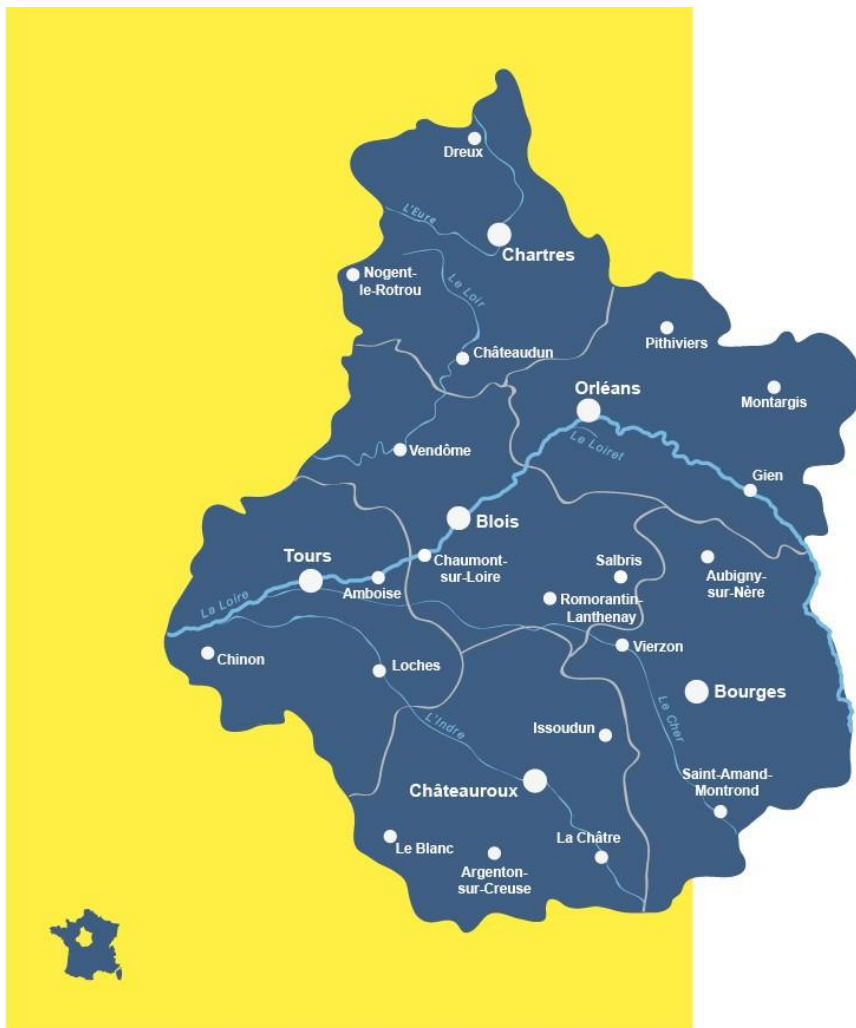 Dreux
L'Eure
Chartres
Nogent-
le-Rotrou
Le Loir
Pithiviers
Châteaudun
Orléans
Montargis
Le Loiret
Vendôme
Gien
Blois
Tours
Chaumont-
sur-Loire
Salbris
Aubigny-
sur-Nère
Amboise
La Loire
Romorantin-
Lanthenay
Vierzon
Chinon
Loches
Bourges
Le Cher
L'Indre
Issoudun
Saint-Amand-
Montrond
Châteauroux
La Châtre
Le Blanc
Argenton-
sur-Creuse